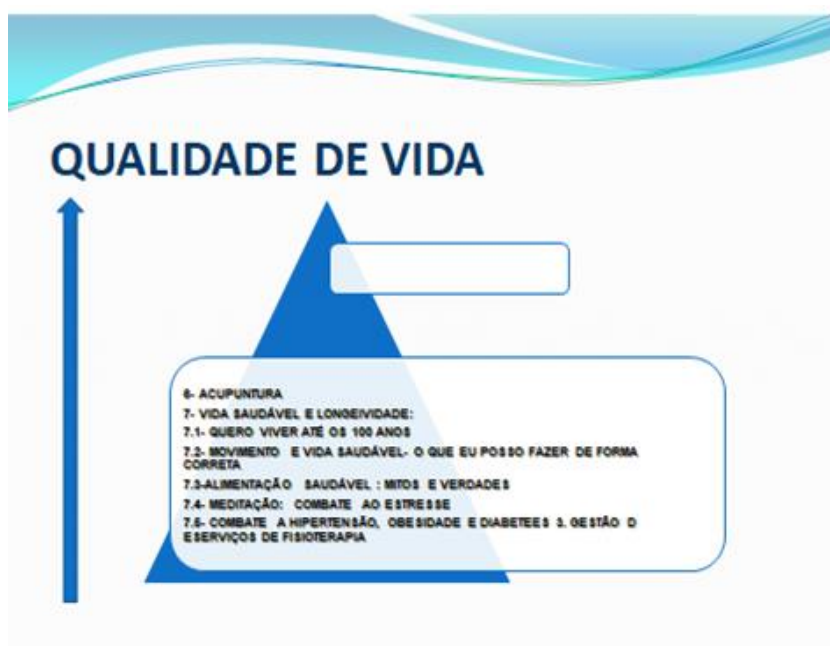 QUALIDADE DE VIDA
6- ACUPUNTURA
7- VIDA SAUDÁVEL E LONGEIVIDADE:
7.1- QUERO VIVER ATÉ OS 100 ANOS
7.2- MOVIMENTO E VIDA SAUDÁVEL- O QUE EU POSSO FAZER DE FORMA
CORRETA
7.3-ALIMENTAÇÃO SAUDÁVEL : MITOS E VERDADES
7.4- MEDITAÇÃO: COMBATE AO ESTRESSE
7.5- COMBATE A HIPERTENSÃO, OBESIDADE E DIABETEES 3. GESTÃO D
ESERVIÇOS DE FISIOTERAPIA